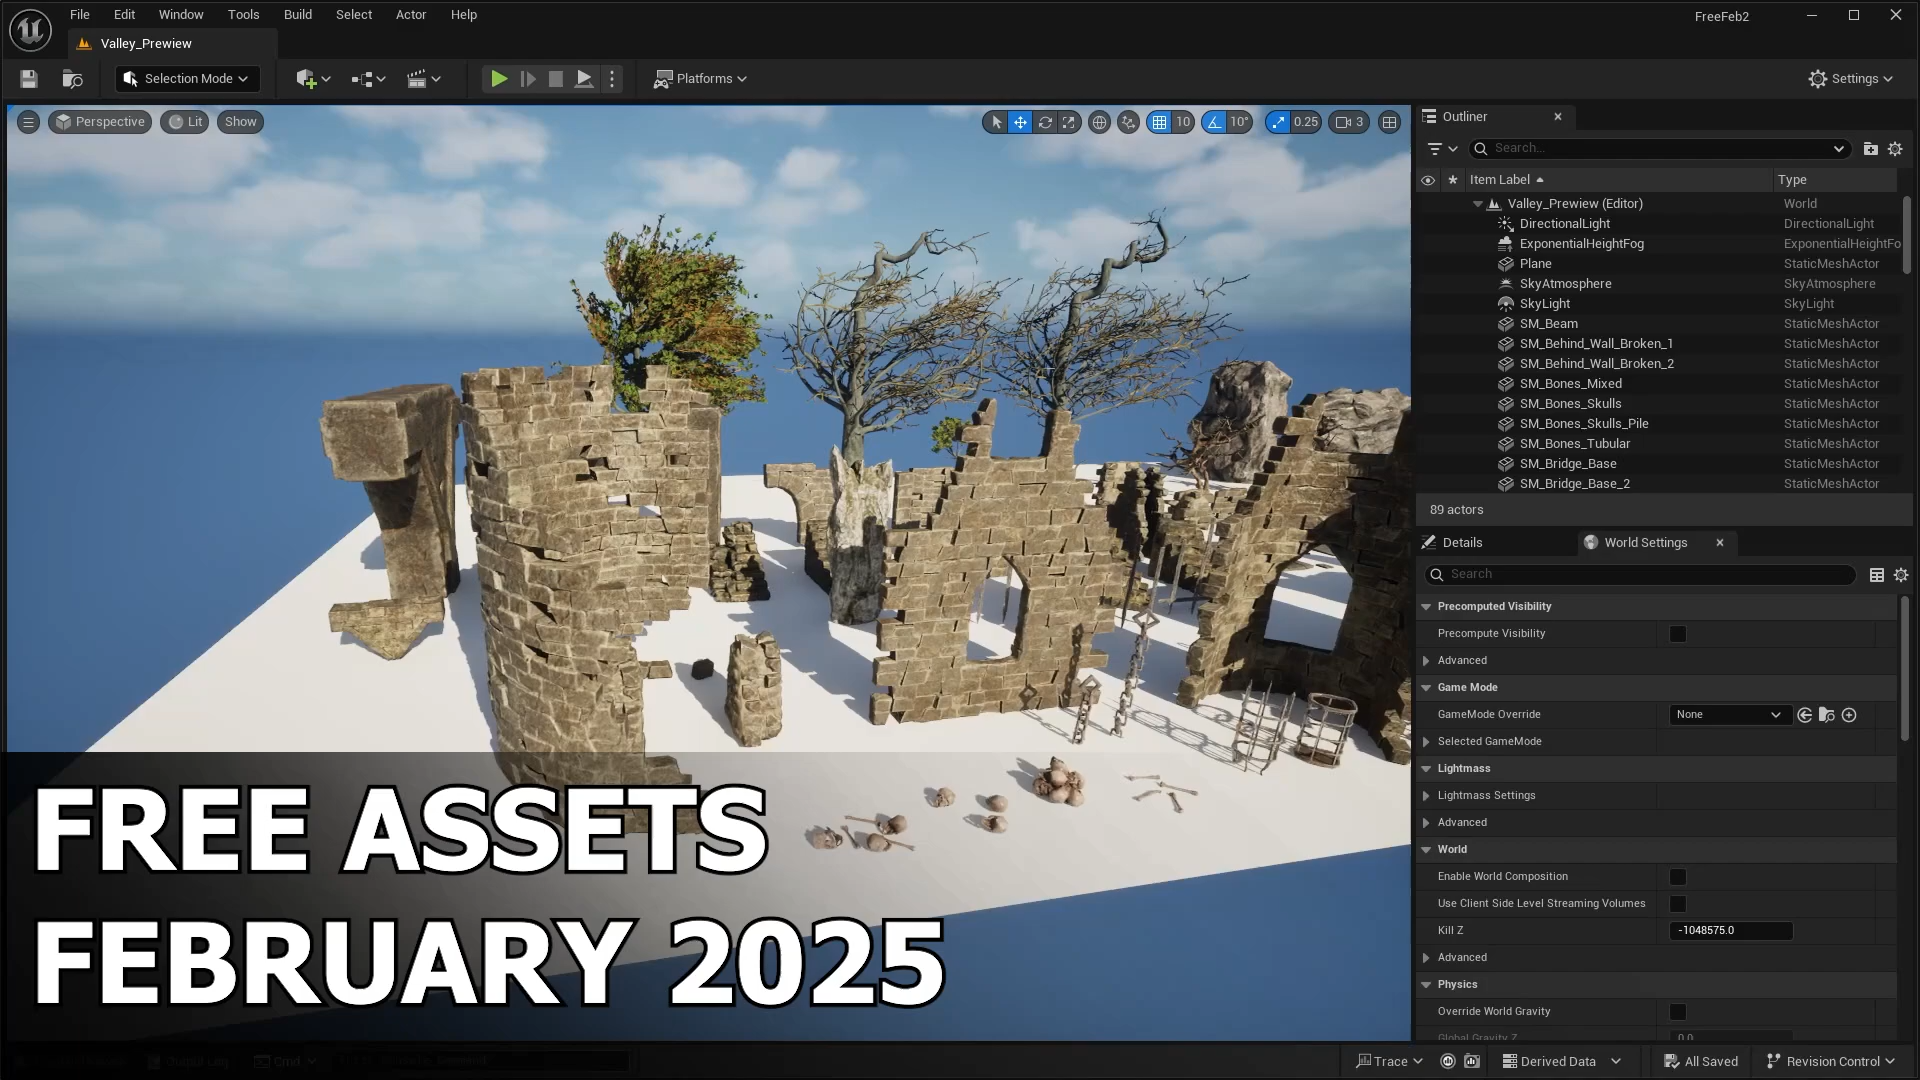 File Edit Window Tools Build Select Actor Help
FreeFeb2
Valley_Prewiew
Selection Mode
Platforms
Settings
Perspective Lit Show
10 10° 0.25 3
Outliner
Search...
Item Label Type
Valley_Prewiew (Editor) World
DirectionalLight DirectionalLight
ExponentialHeightFog ExponentialHeightFo
Plane StaticMeshActor
SkyAtmosphere SkyAtmosphere
SkyLight SkyLight
SM_Beam StaticMeshActor
SM_Behind_Wall_Broken_1 StaticMeshActor
SM_Behind_Wall_Broken_2 StaticMeshActor
SM_Bones_Mixed StaticMeshActor
SM_Bones_Skulls StaticMeshActor
SM_Bones_Skulls_Pile StaticMeshActor
SM_Bones_Tubular StaticMeshActor
SM_Bridge_Base StaticMeshActor
SM_Bridge_Base_2 StaticMeshActor
89 actors
Details World Settings
Search
Precomputed Visibility
Precompute Visibility
Advanced
Game Mode
GameMode Override None
Selected GameMode
Lightmass
Lightmass Settings
Advanced
World
Enable World Composition
Use Client Side Level Streaming Volumes
Kill Z -1048575.0
Advanced
Physics
Override World Gravity
Global Gravity Z 0.0
FREE ASSETS
FEBRUARY 2025
Cmd
Trace Derived Data All Saved Revision Control